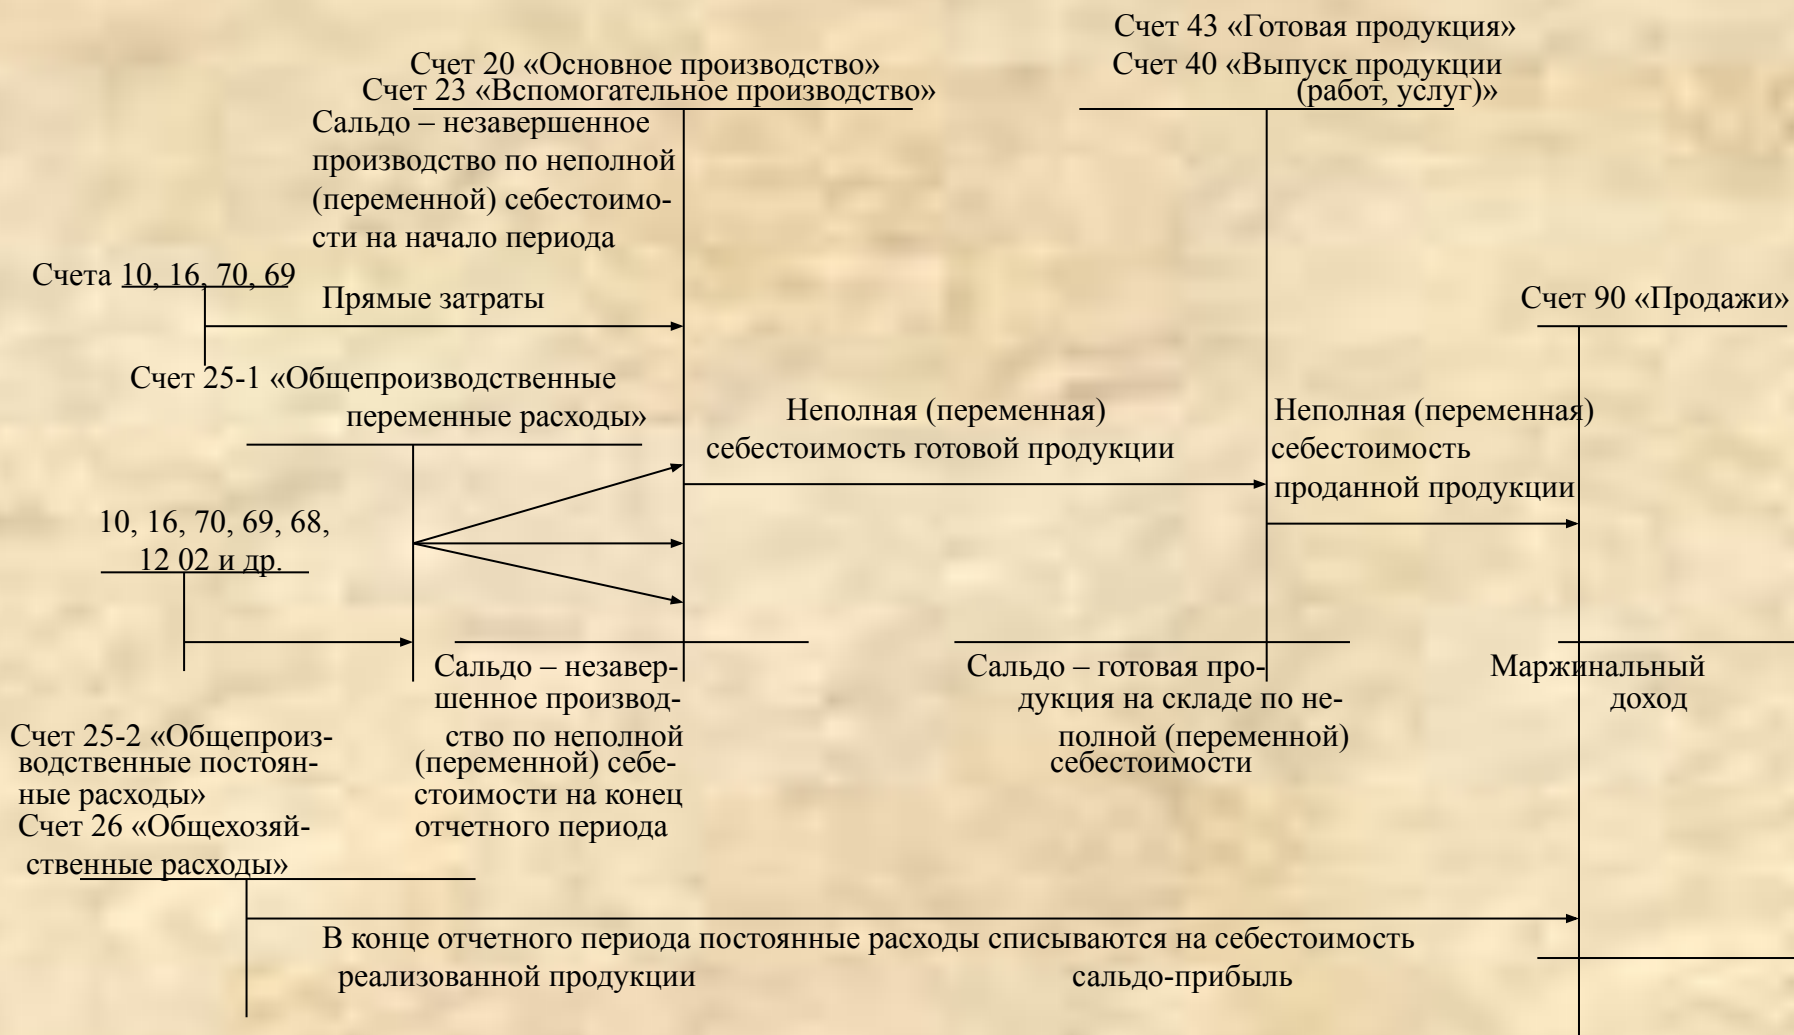 Счет 43 «Готовая продукция»
Счет 40 «Выпуск продукции
(работ, услуг)»
Счет 20 «Основное производство»
Счет 23 «Вспомогательное производство»
Сальдо – незавершенное
производство по неполной
(переменной) себестоимо-
сти на начало периода
Счета 10, 16, 70, 69
Прямые затраты
Счет 90 «Продажи»
Счет 25-1 «Общепроизводственные
переменные расходы»
Неполная (переменная)
себестоимость готовой продукции
Неполная (переменная)
себестоимость
проданной продукции
10, 16, 70, 69, 68,
12 02 и др.
Сальдо – незавер-
шенное производ-
ство по неполной
(переменной) себе-
стоимости на конец
отчетного периода
Сальдо – готовая про-
дукция на складе по не-
полной (переменной)
себестоимости
Маржинальный
доход
Счет 25-2 «Общепроиз-
водственные постоян-
ные расходы»
Счет 26 «Общехозяй-
ственные расходы»
В конце отчетного периода постоянные расходы списываются на себестоимость
реализованной продукции
сальдо-прибыль